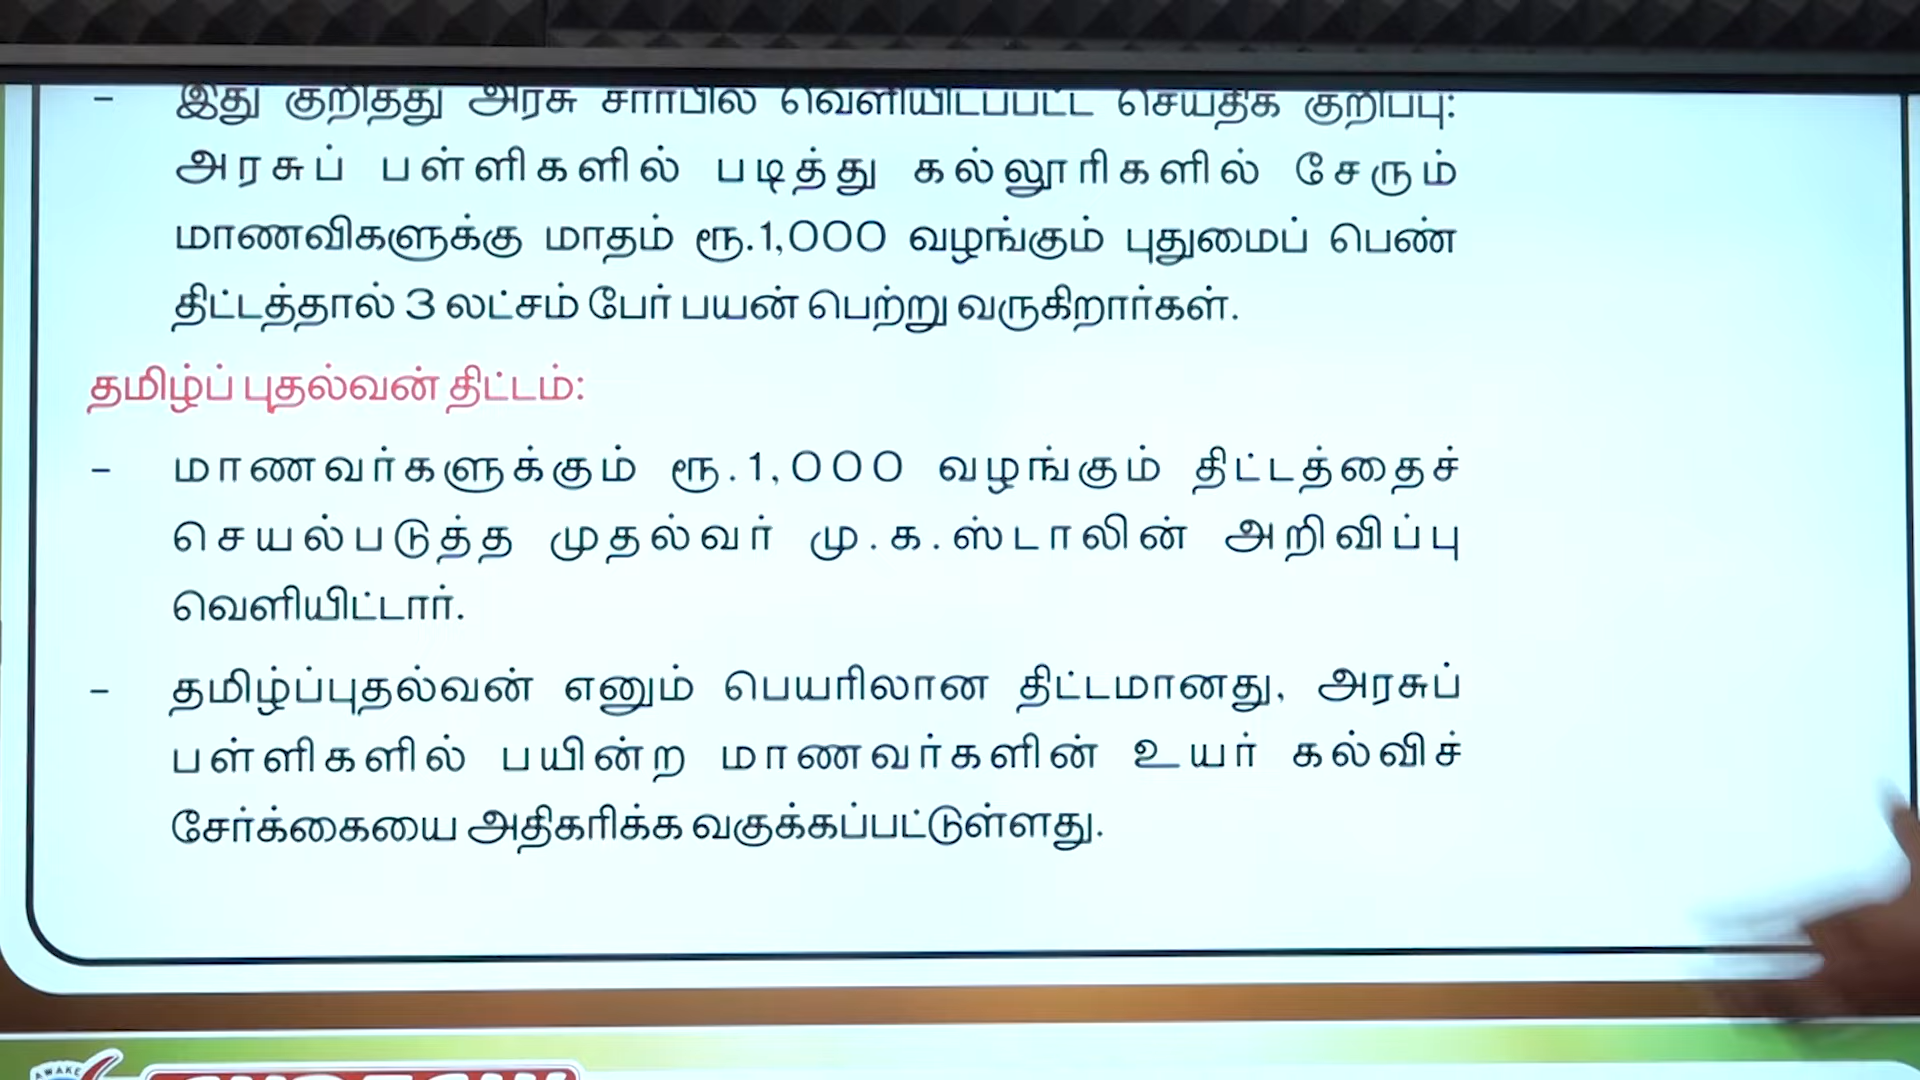 - இது குறித்து அரசு சார்பில் வெளியிடப்பட்ட செய்திக் குறிப்பு:
அரசுப் பள்ளிகளில் படித்து கல்லூரிகளில் சேரும்
மாணவிகளுக்கு மாதம் ரூ.1,000 வழங்கும் புதுமைப் பெண்
திட்டத்தால் 3 லட்சம் பேர் பயன் பெற்று வருகிறார்கள்.
தமிழ்ப் புதல்வன் திட்டம்:
- மாணவர்களுக்கும் ரூ.1,000 வழங்கும் திட்டத்தைச்
செயல்படுத்த முதல்வர் மு.க.ஸ்டாலின் அறிவிப்பு
வெளியிட்டார்.
- தமிழ்ப்புதல்வன் எனும் பெயரிலான திட்டமானது, அரசுப்
பள்ளிகளில் பயின்ற மாணவர்களின் உயர் கல்விச்
சேர்க்கையை அதிகரிக்க வகுக்கப்பட்டுள்ளது.
AWAKE